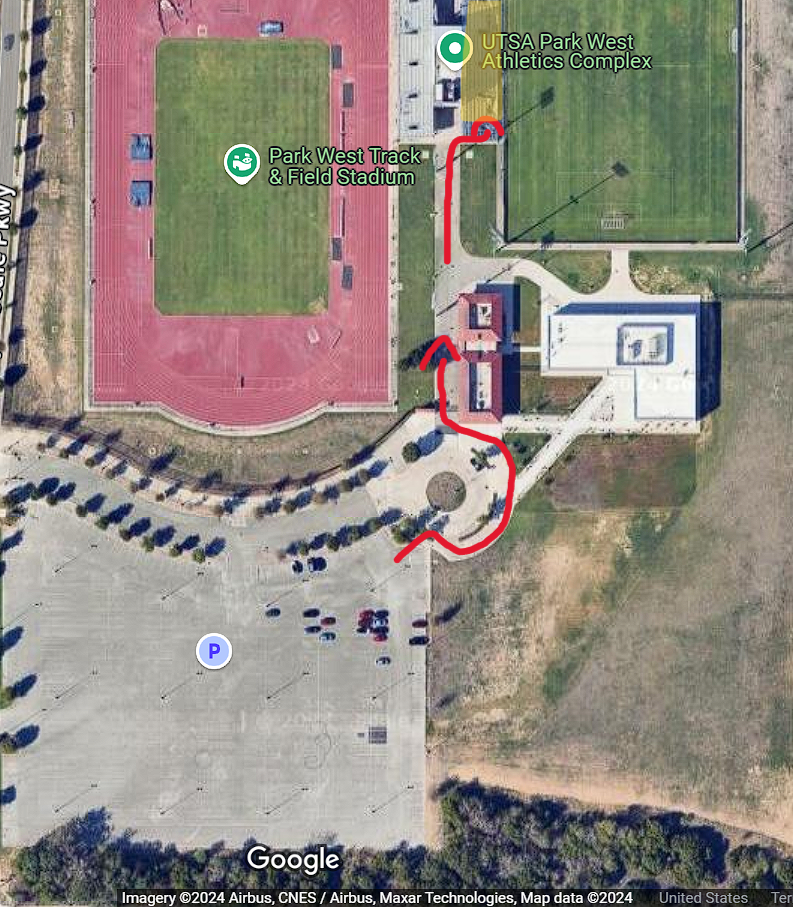 UTSA Park West
Athletics Complex
Park West Track
& Field Stadium
Pkwy
P
Google
Imagery ©2024 Airbus, CNES / Airbus, Maxar Technologies, Map data ©2024 United States